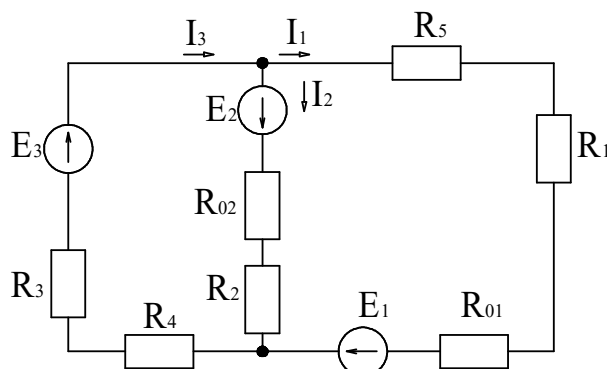 I₃
I₁
R₅
E₂
I₂
E₃
R₁
R₀₂
R₃
R₂
R₄
E₁
R₀₁